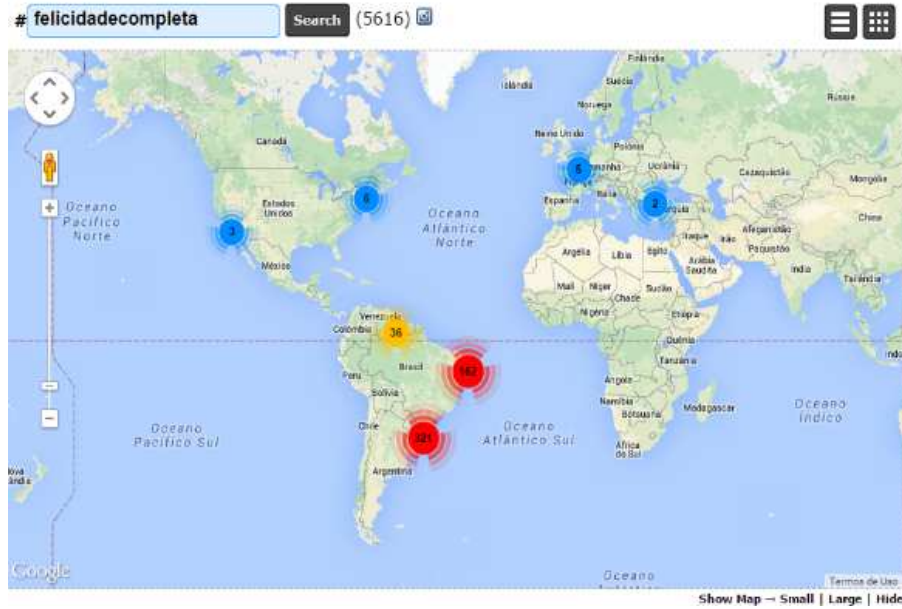 # felicidadecompleta Search (5616)
Finlândia
Islândia
Suécia
Rússia
Noruega
Canadá
Reino Unido
Polônia
Ucrânia
Cazaquistão
Mongólia
6
5
Itália
Espanha
2
Oceano
Pacífico
Norte
Estados
Unidos
Oceano
Atlântico
Norte
3
China
Afeganistão
Iraque
Irão
Paquistão
México
Argélia
Líbia
Egito
Arábia
Saudita
Índia
Tailândia
Mali
Níger
Chade
Sudão
Nigéria
Etiópia
Venezuela
Colômbia
36
Quênia
Peru
Brasil
162
Tanzânia
Bolívia
Angola
Namíbia
Botsuana
Madagascar
Oceano
Índico
Chile
321
Oceano
Pacífico Sul
Oceano
Atlântico Sul
África
do Sul
Argentina
Google
Oceano
Termos de Uso
Show Map → Small | Large | Hide